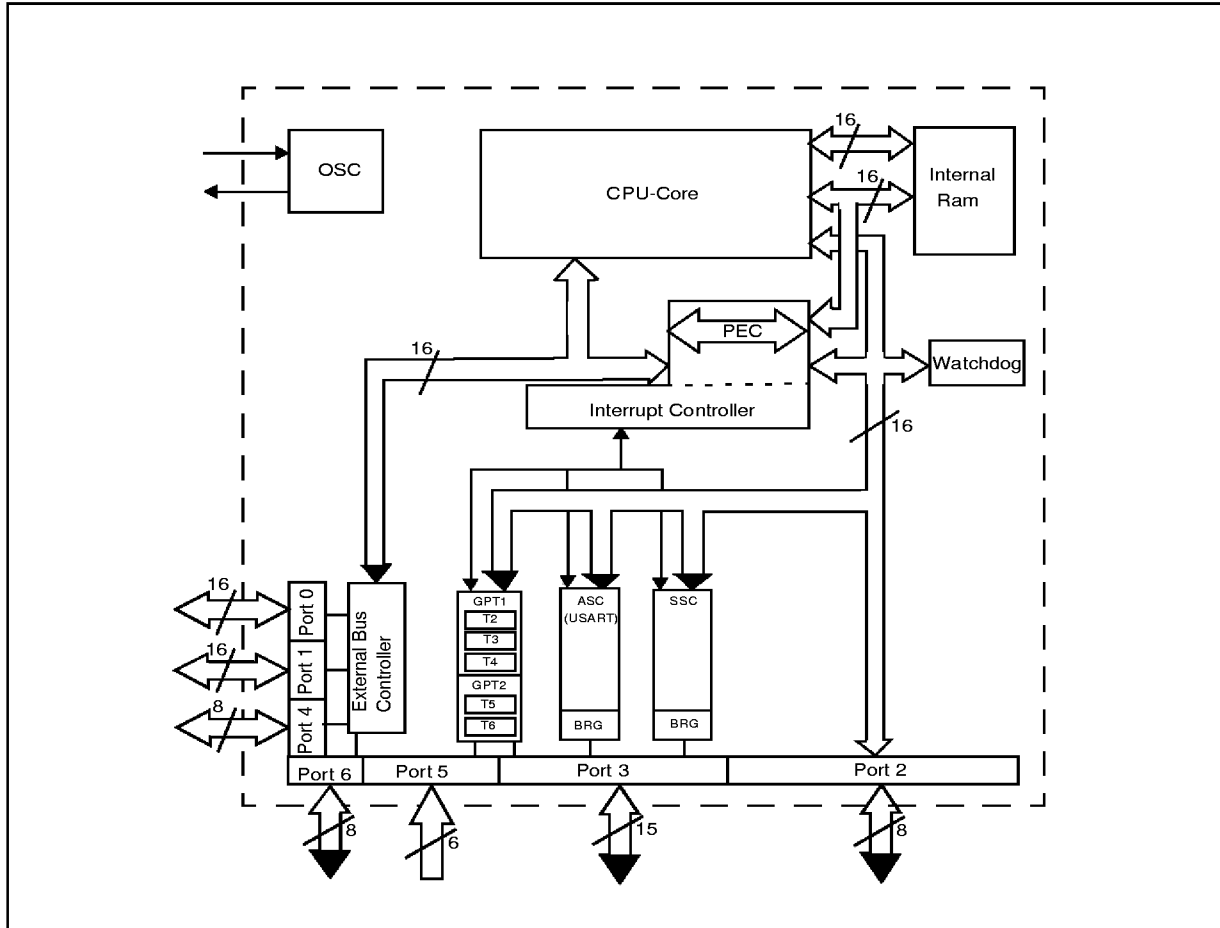 OSC
CPU-Core
16
16
Internal
Ram
PEC
16
Watchdog
Interrupt Controller
16
16
Port 0
16
Port 1
8
Port 4
External Bus
Controller
GPT1
T2
T3
T4
GPT2
T5
T6
ASC
(USART)
BRG
SSC
BRG
Port 6
Port 5
Port 3
Port 2
8
6
15
8